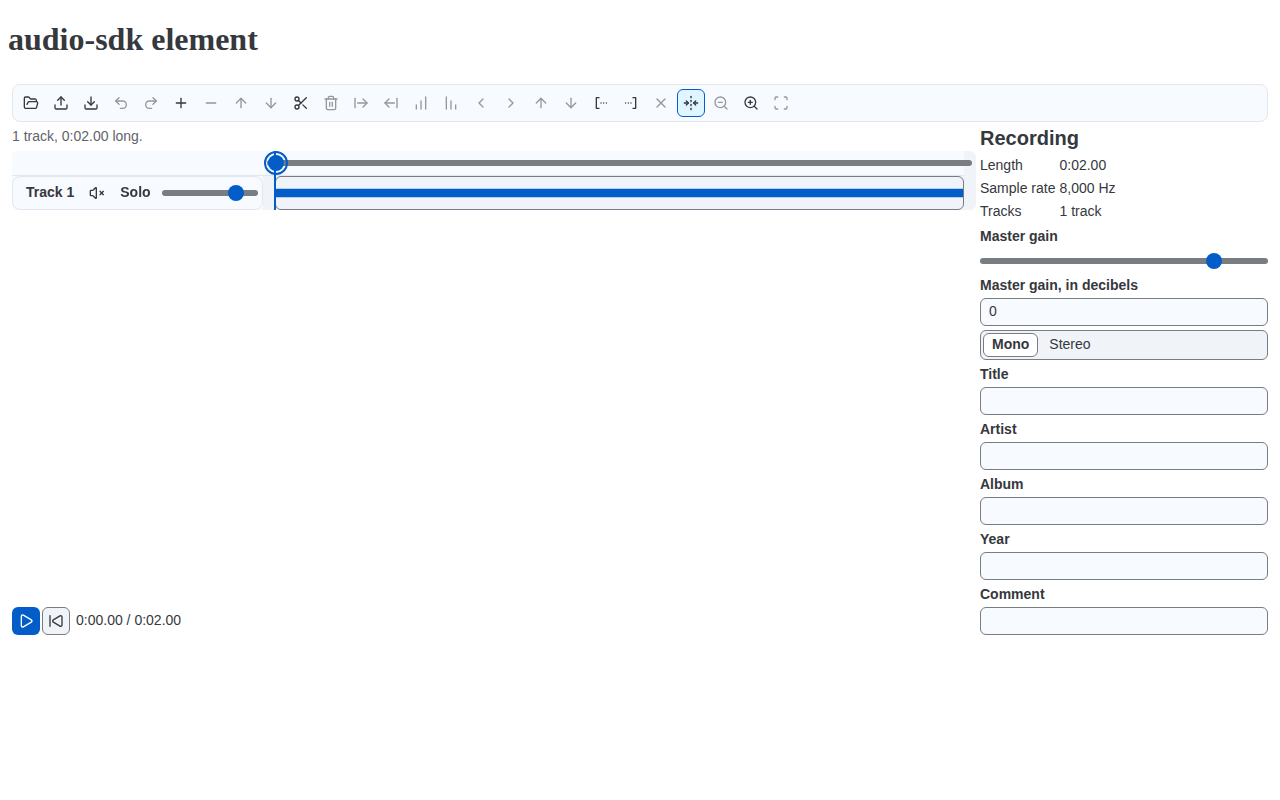 audio-sdk element
1 track, 0:02.00 long.
Track 1
Solo
0:00.00 / 0:02.00
Recording
Length 0:02.00
Sample rate 8,000 Hz
Tracks 1 track
Master gain
Master gain, in decibels
0
Mono Stereo
Title
Artist
Album
Year
Comment